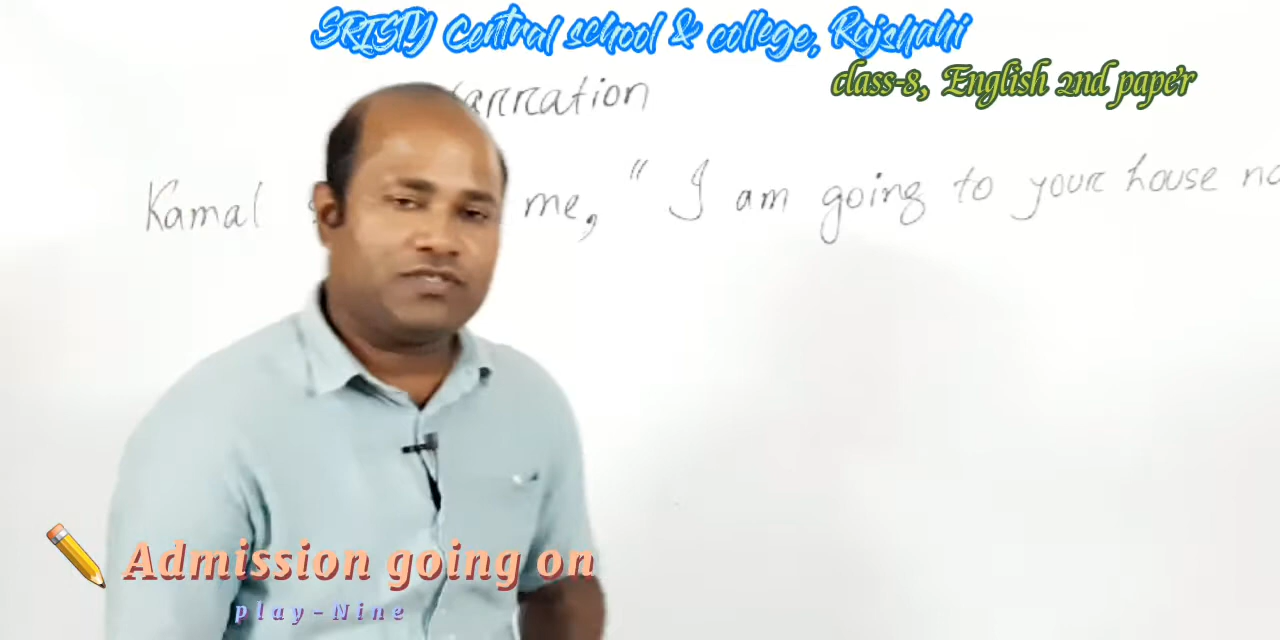 SRISTY Central school & college, Rajshahi
class-8, English 2nd paper
arration
Kamal me, " I am going to your house no
Admission going on
play-Nine